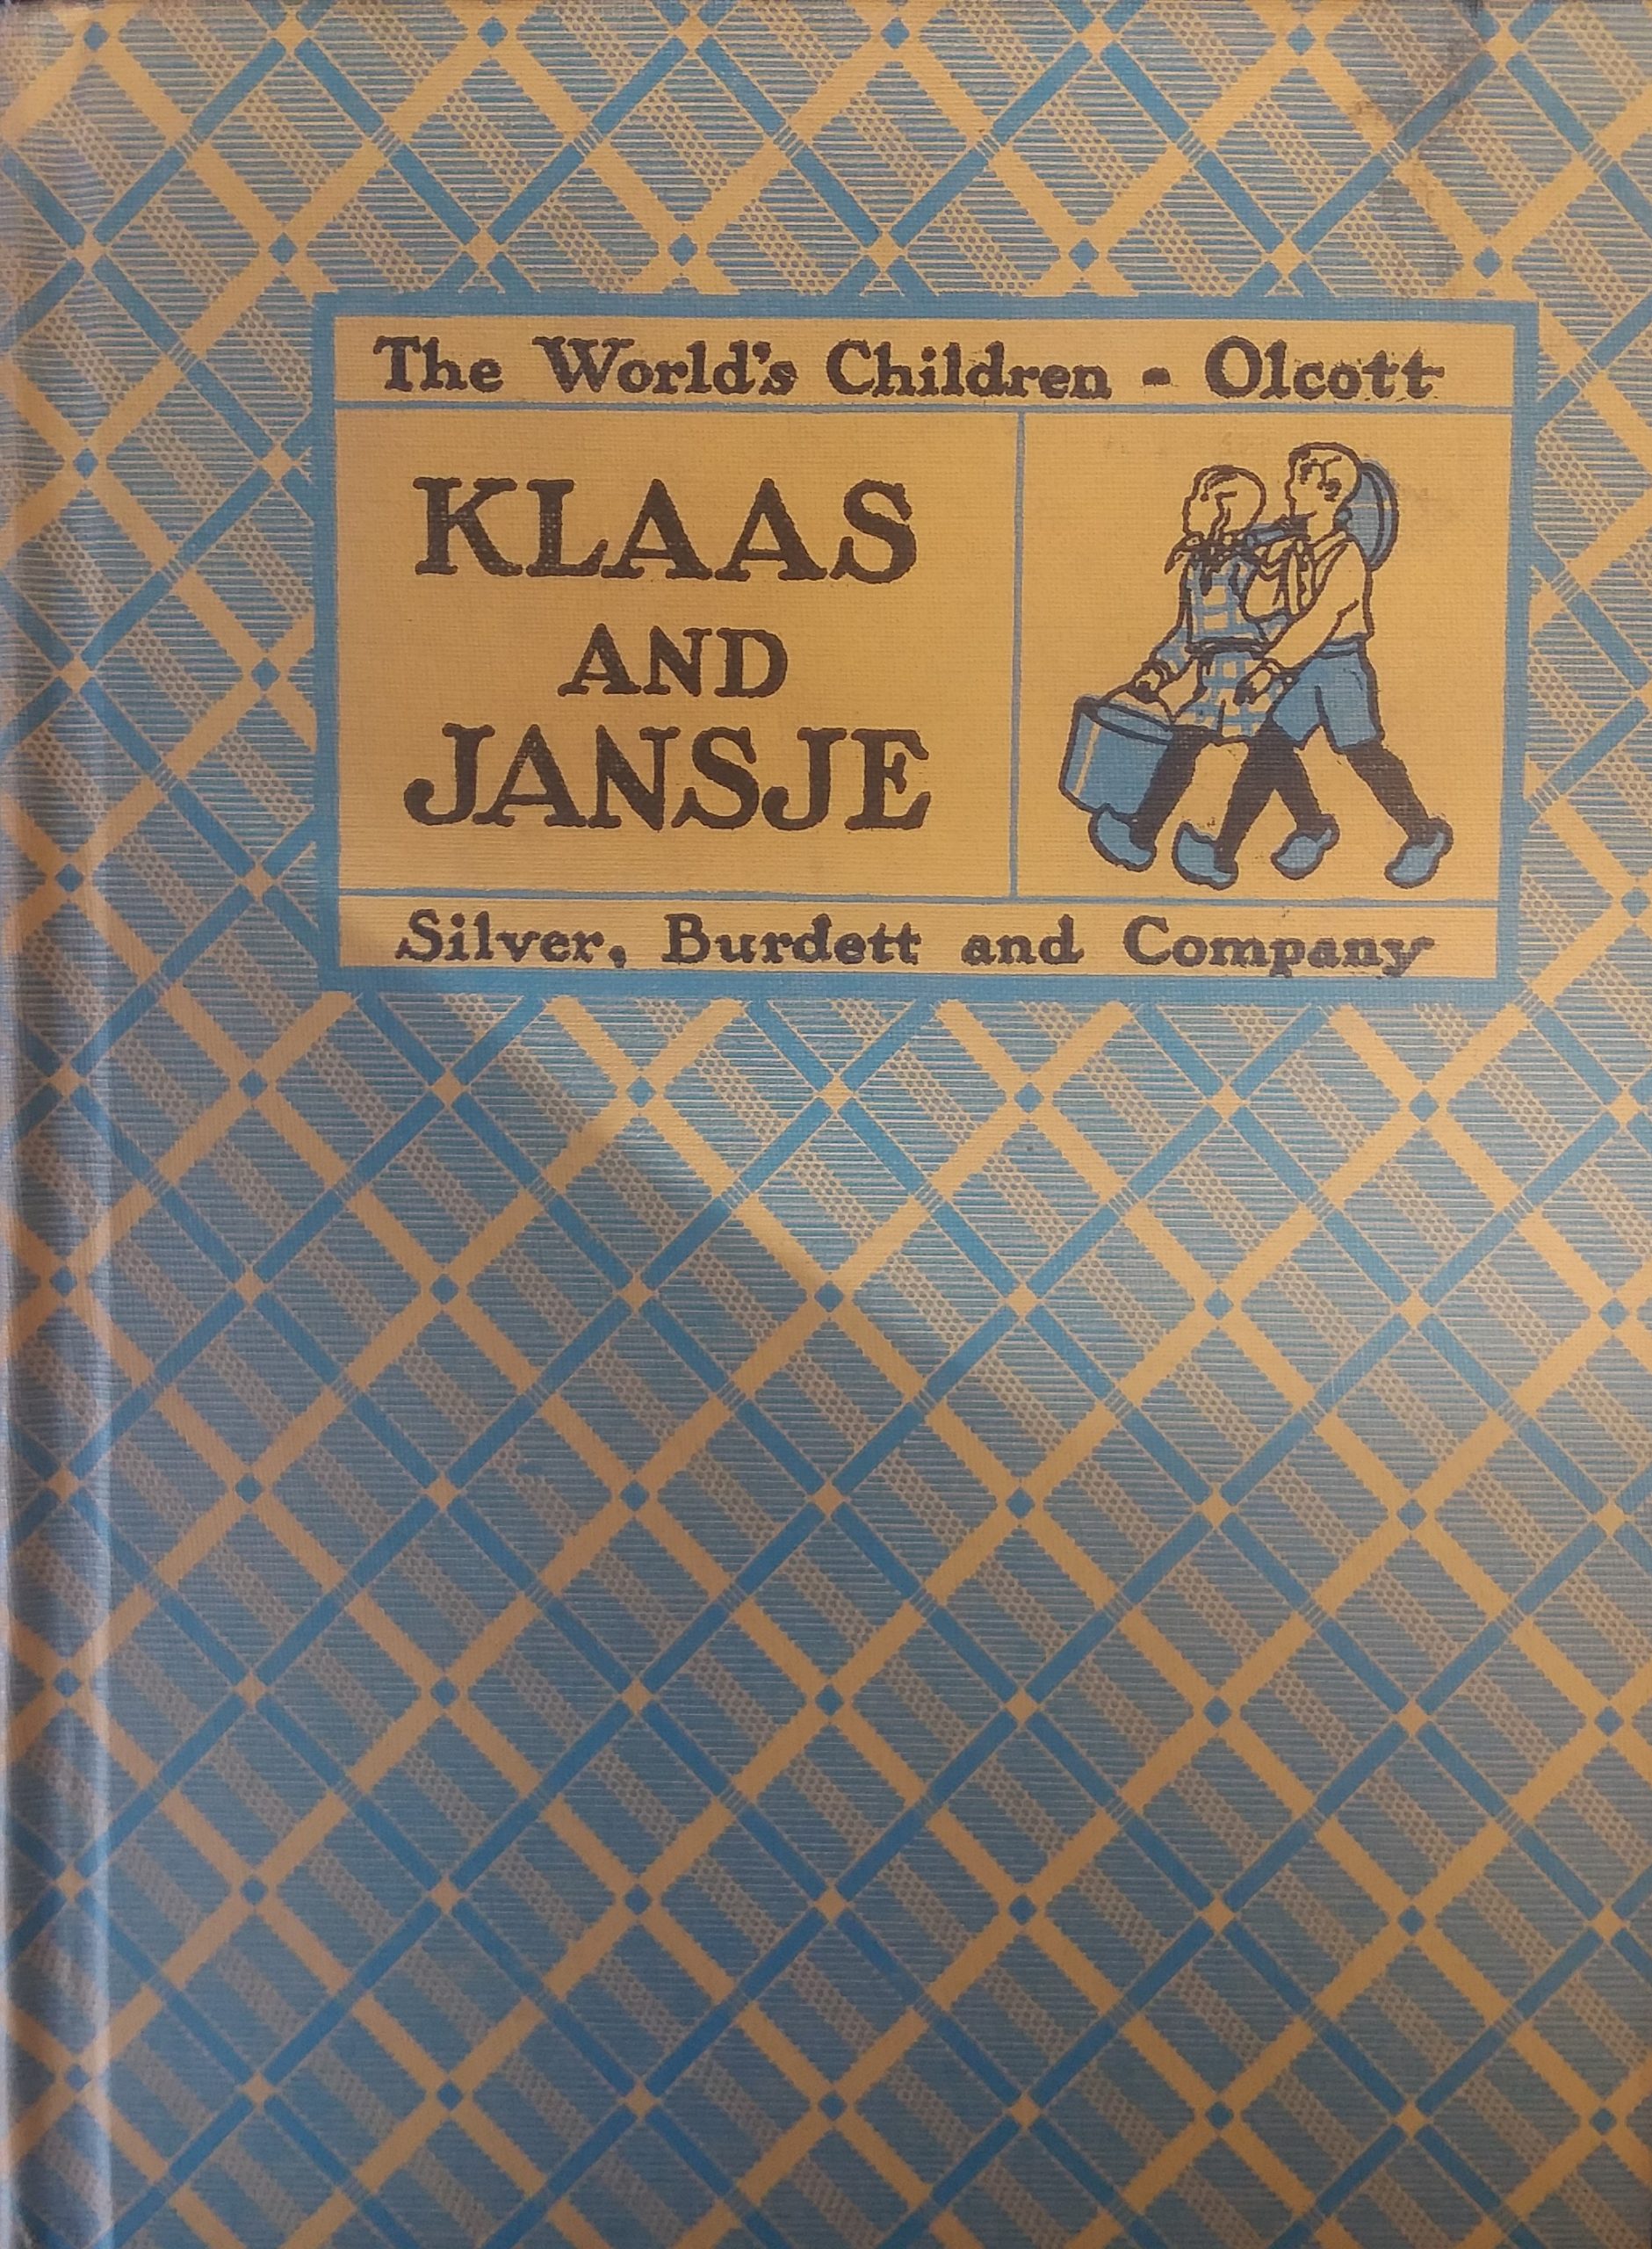 The World's Children - Olcott
KLAAS
AND
JANSJE
Silver, Burdett and Company